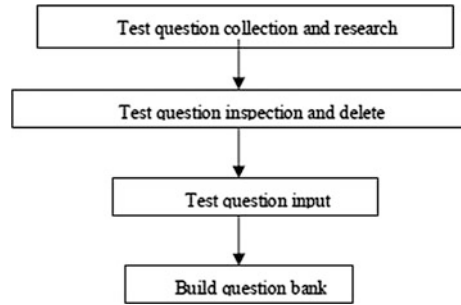 Test question collection and research
Test question inspection and delete
Test question input
Build question bank